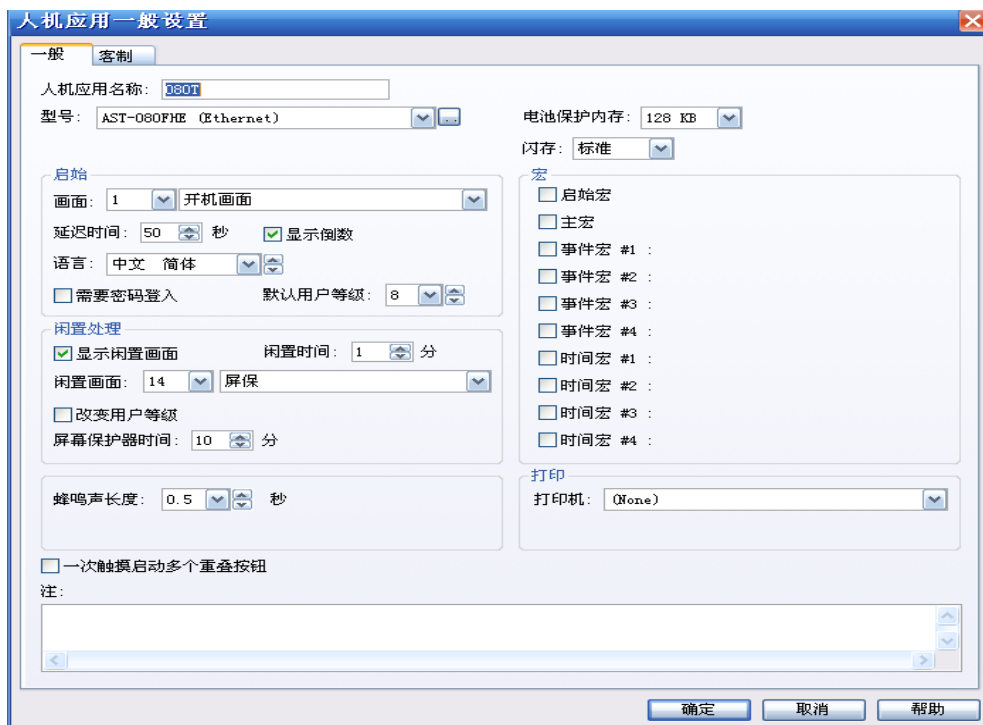 人机应用一般设置
一般 客制
人机应用名称: 080T
型号: AST-080FHE (Ethernet)
电池保护内存: 128 KB
闪存: 标准
启始
画面: 1 开机画面
延迟时间: 50 秒 显示倒数
语言: 中文 简体
需要密码登入 默认用户等级: 8
闲置处理
显示闲置画面 闲置时间: 1 分
闲置画面: 14 屏保
改变用户等级
屏幕保护器时间: 10 分
蜂鸣声长度: 0.5 秒
宏
启始宏
主宏
事件宏 #1 :
事件宏 #2 :
事件宏 #3 :
事件宏 #4 :
时间宏 #1 :
时间宏 #2 :
时间宏 #3 :
时间宏 #4 :
打印
打印机: (None)
一次触摸启动多个重叠按钮
注:
确定 取消 帮助